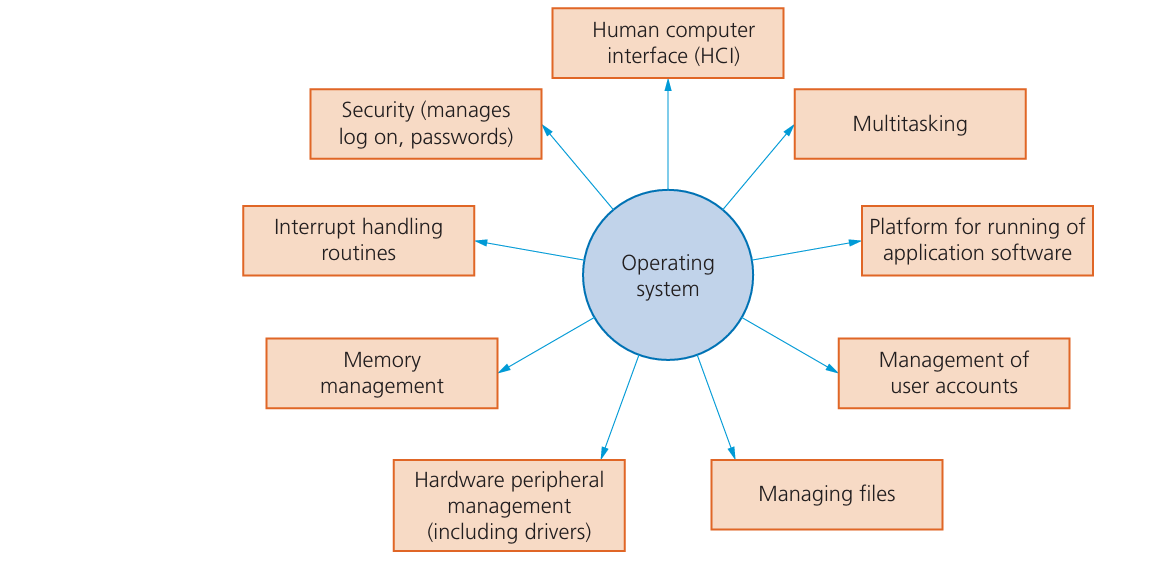 Human computer
interface (HCI)
Security (manages
log on, passwords)
Multitasking
Interrupt handling
routines
Platform for running of
application software
Operating
system
Memory
management
Management of
user accounts
Hardware peripheral
management
(including drivers)
Managing files